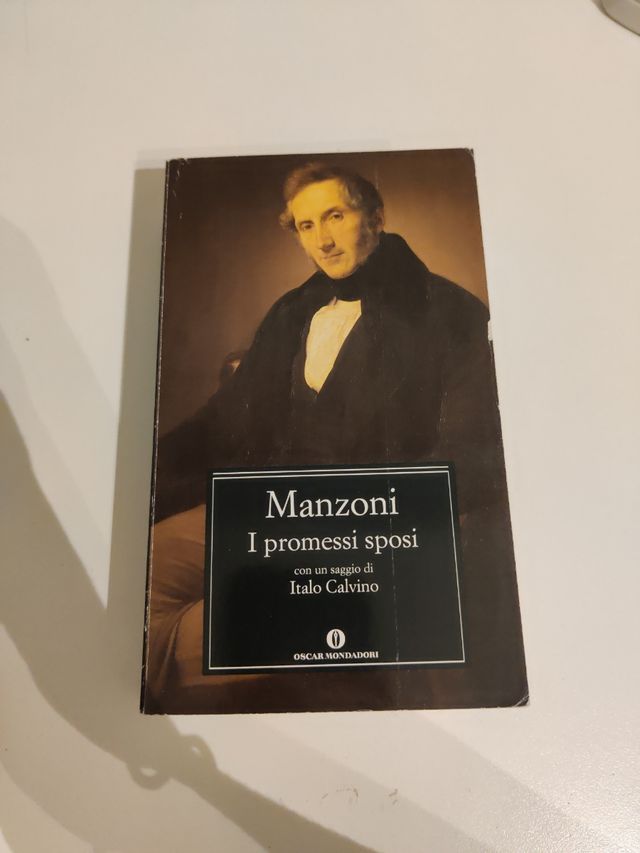 Manzoni
I promessi sposi
con un saggio di
Italo Calvino
OSCAR MONDADORI